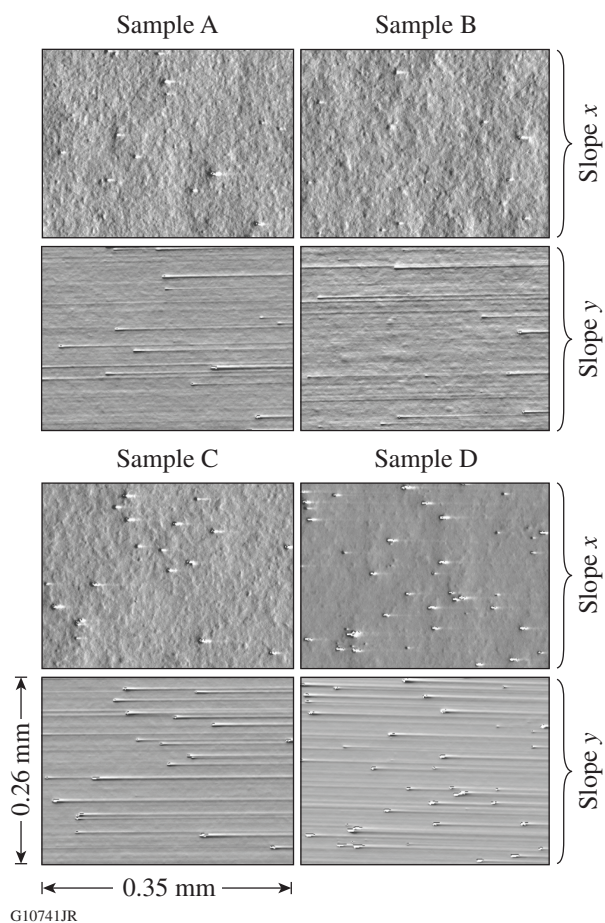 Sample A
Sample B
Slope x
Slope y
Sample C
Sample D
Slope x
Slope y
0.26 mm
0.35 mm
G10741JR